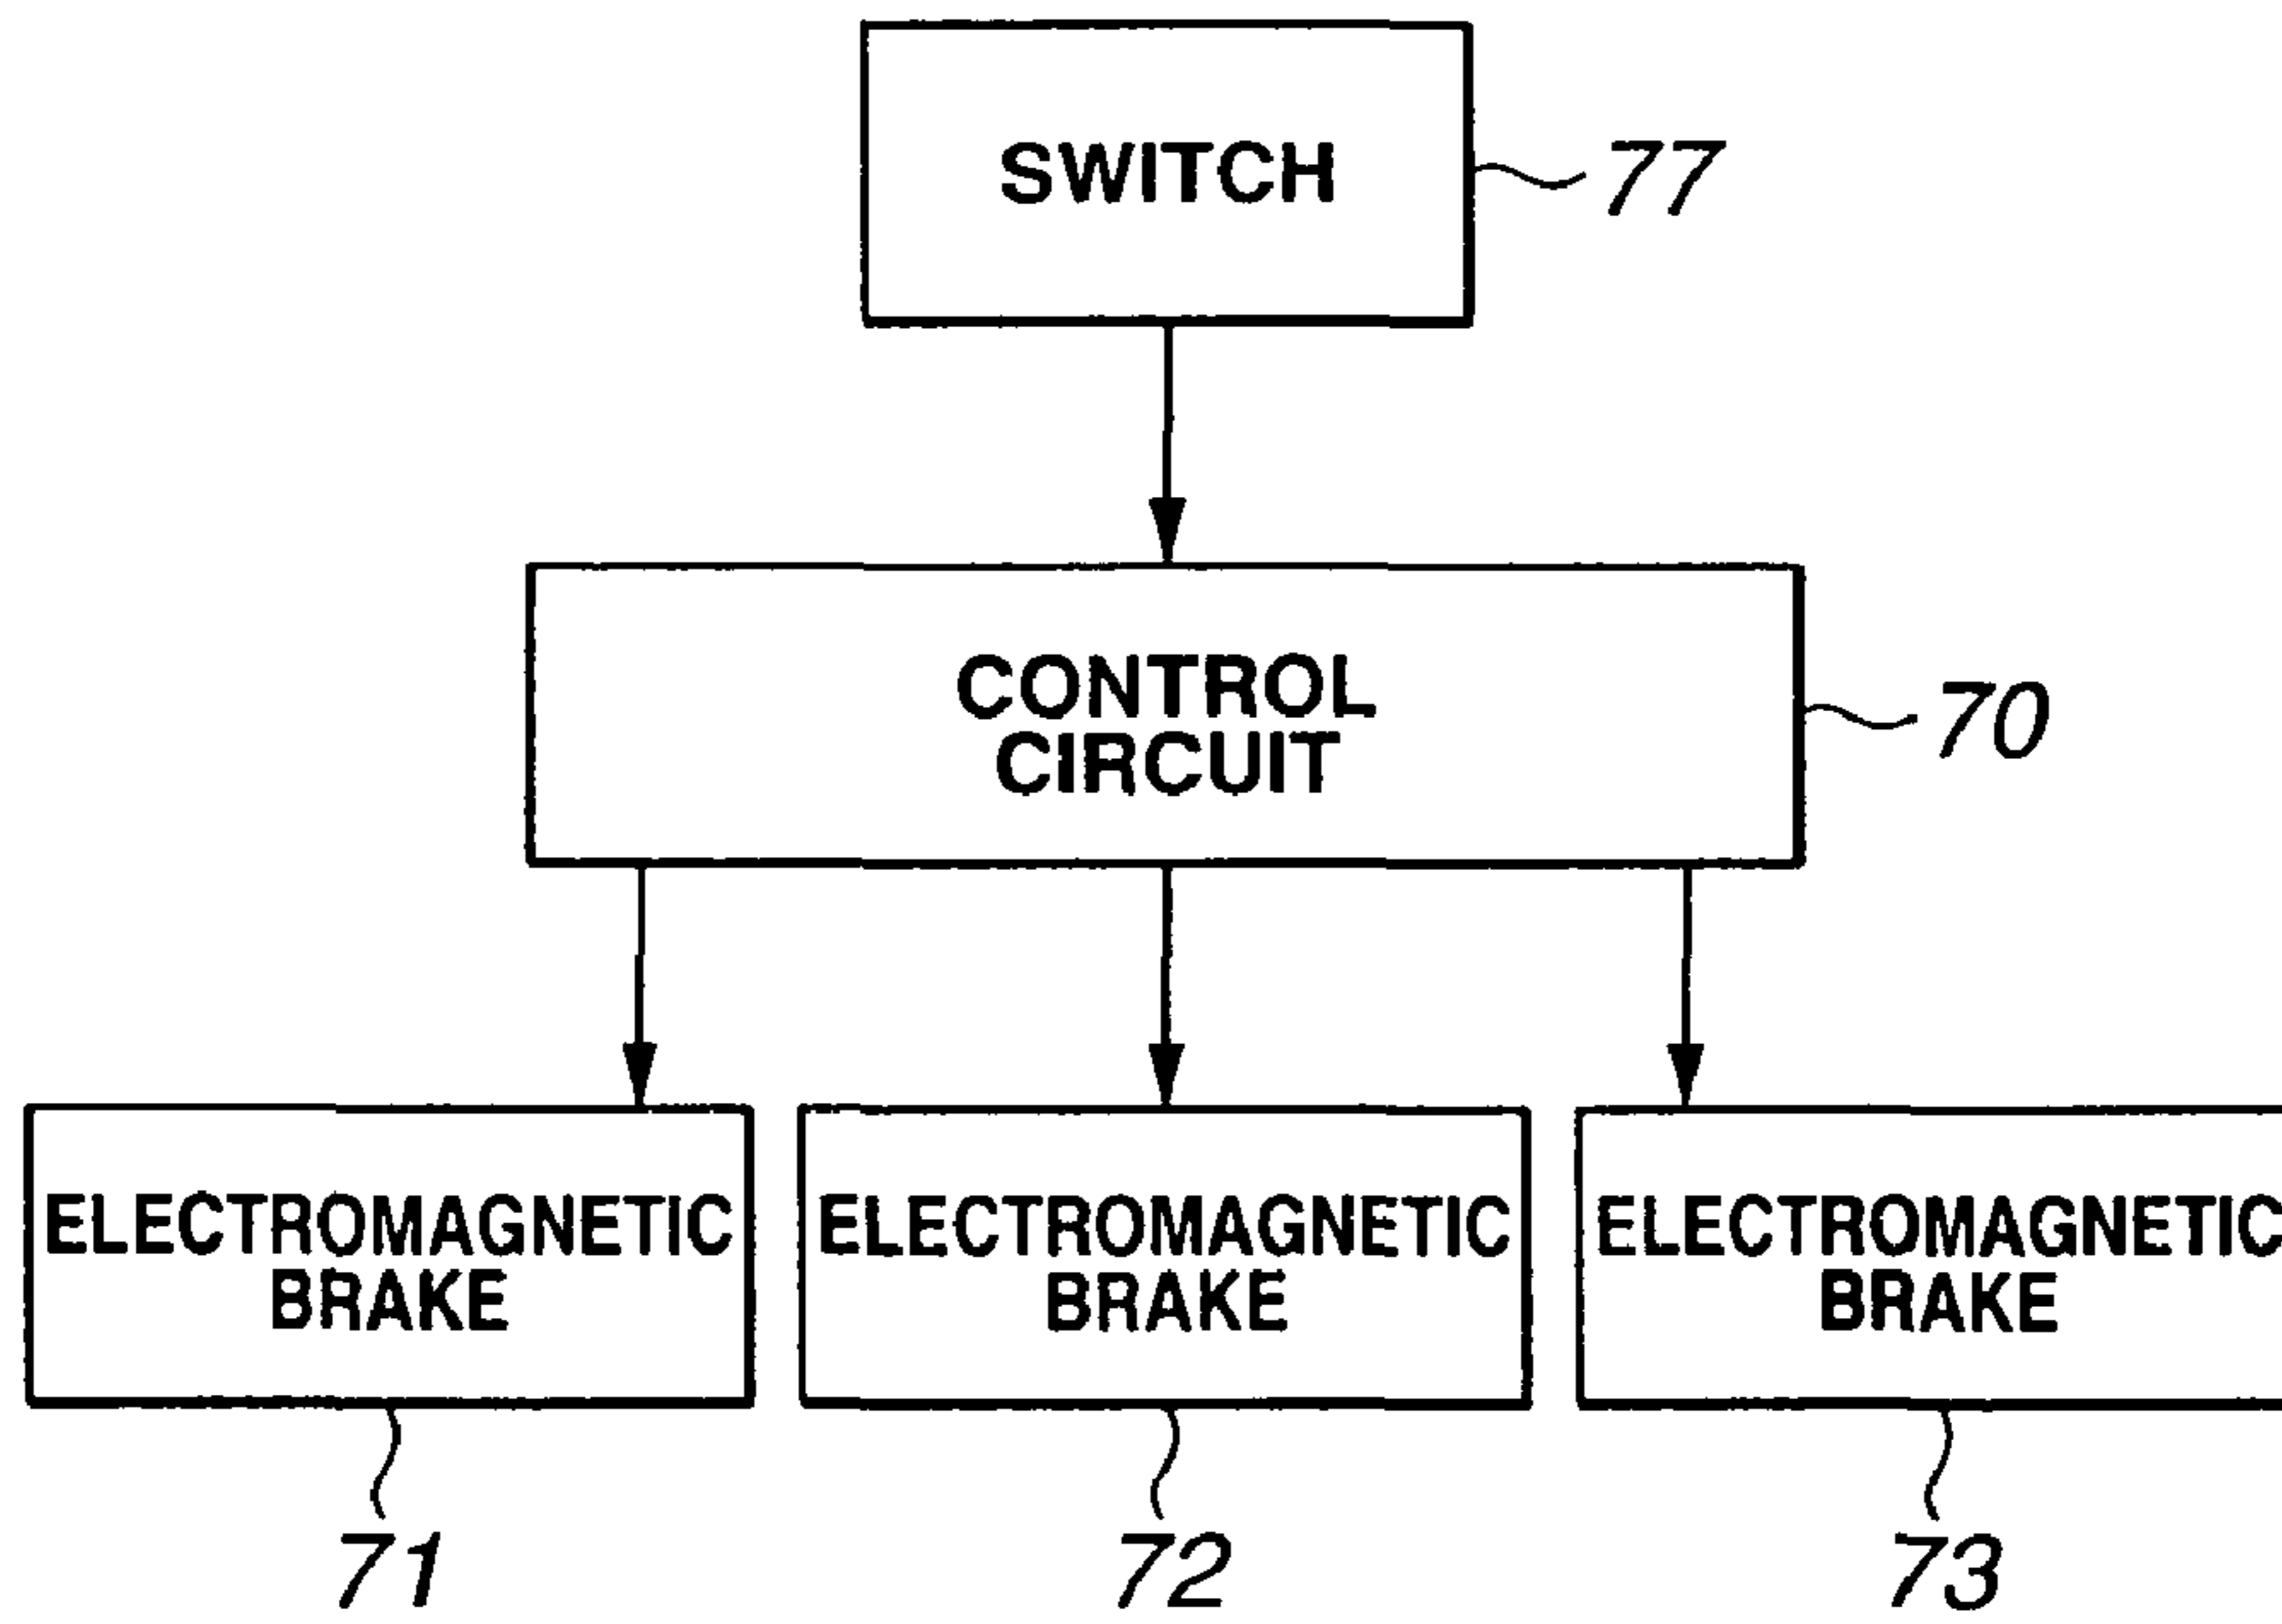 SWITCH
77
CONTROL
CIRCUIT
70
ELECTROMAGNETIC
BRAKE
ELECTROMAGNETIC
BRAKE
ELECTROMAGNETIC
BRAKE
71
72
73